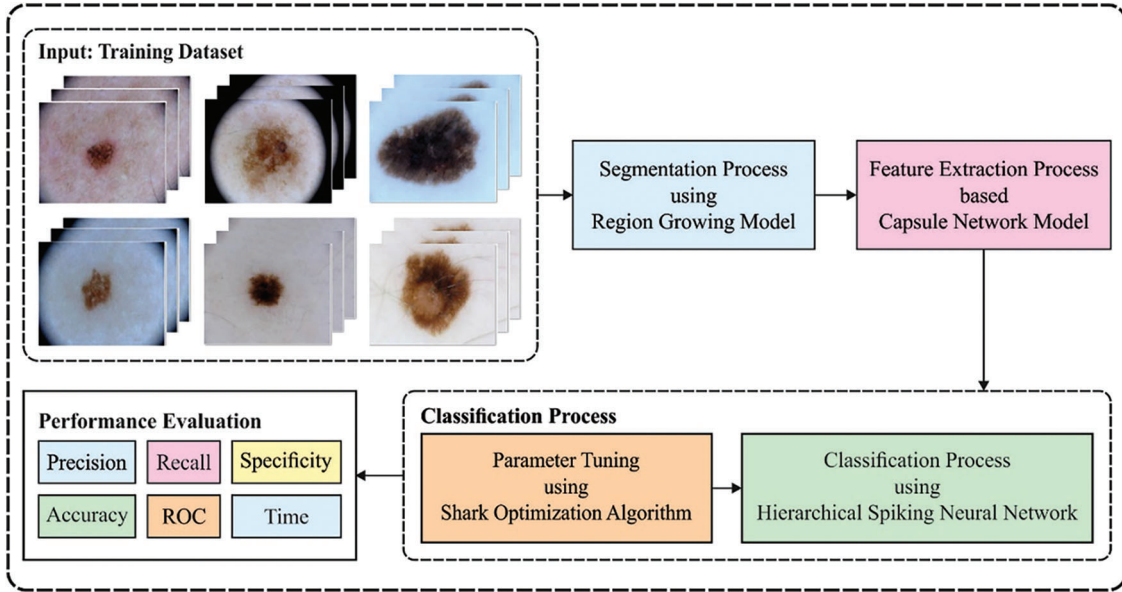 Input: Training Dataset
Segmentation Process
using
Region Growing Model
Feature Extraction Process
based
Capsule Network Model
Performance Evaluation
Precision
Recall
Specificity
Accuracy
ROC
Time
Classification Process
Parameter Tuning
using
Shark Optimization Algorithm
Classification Process
using
Hierarchical Spiking Neural Network